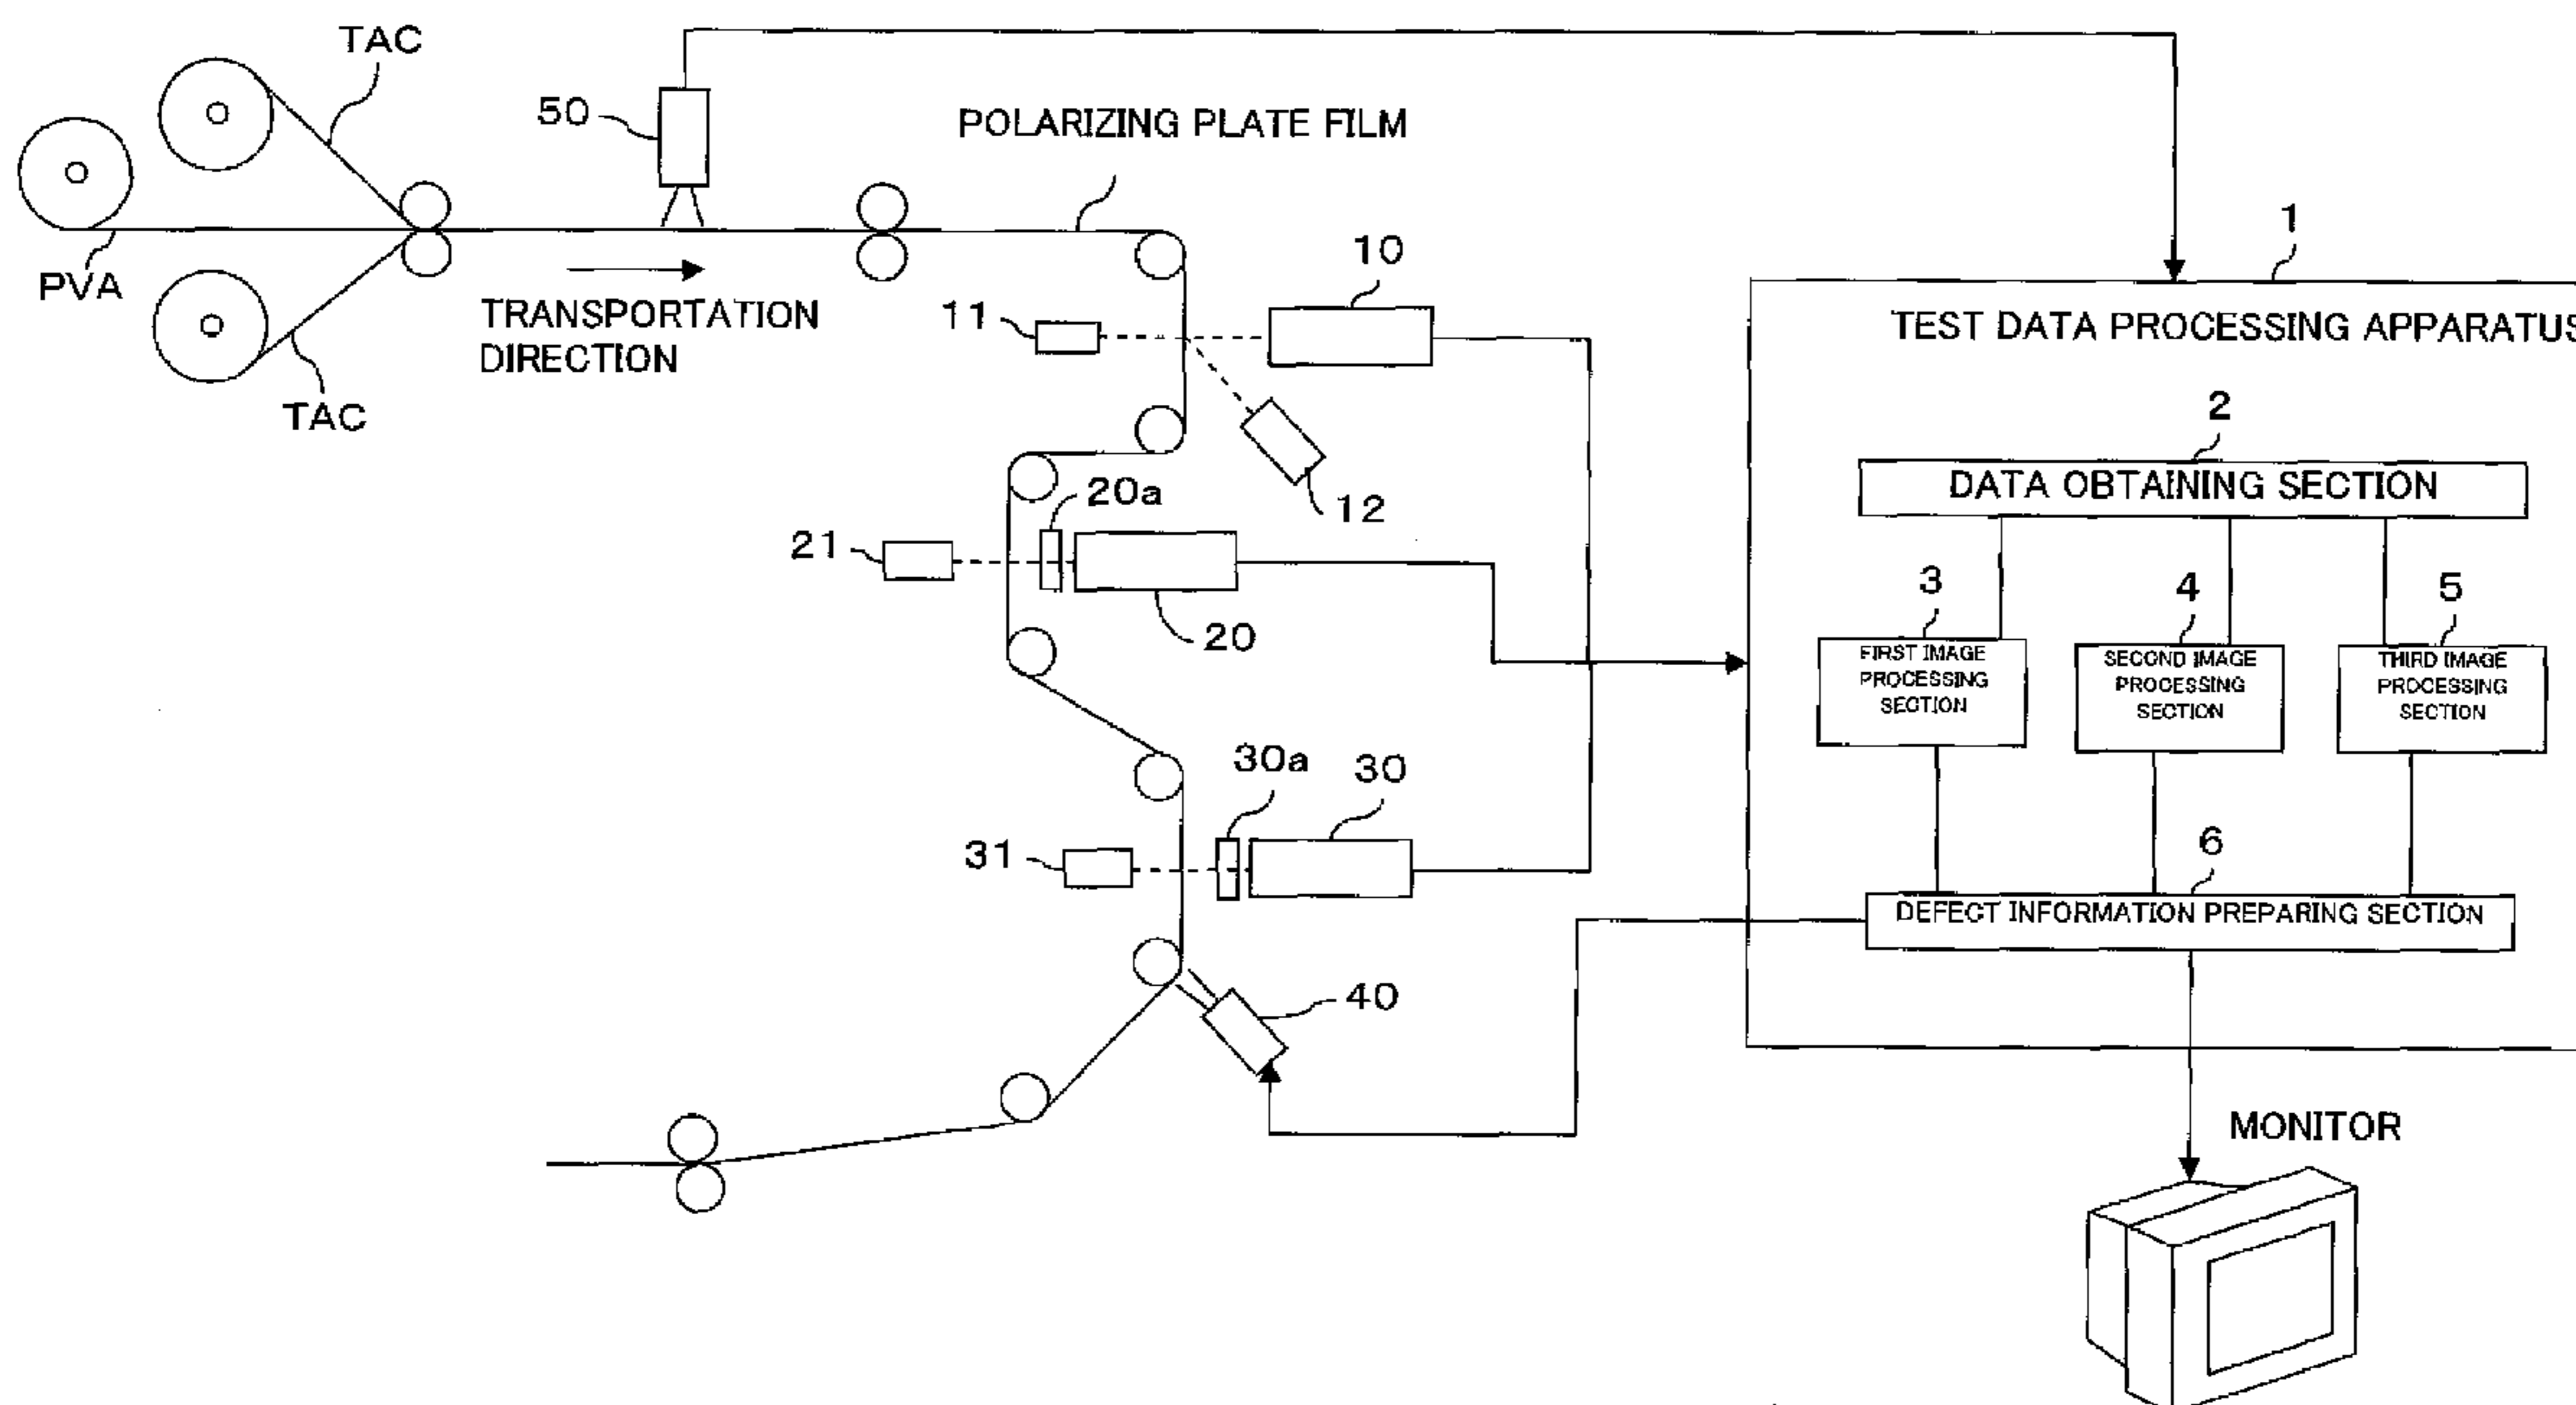 TAC
50
POLARIZING PLATE FILM
1
10
PVA
TRANSPORTATION
DIRECTION
11
TEST DATA PROCESSING APPARATUS
TAC
2
20a
12
DATA OBTAINING SECTION
21
3
4
5
20
FIRST IMAGE
PROCESSING
SECTION
SECOND IMAGE
PROCESSING
SECTION
THIRD IMAGE
PROCESSING
SECTION
30a
30
31
6
DEFECT INFORMATION PREPARING SECTION
40
MONITOR